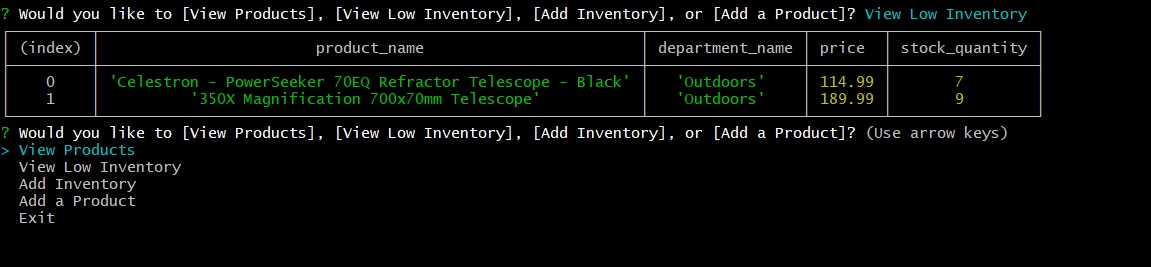 ? Would you like to [View Products], [View Low Inventory], [Add Inventory], or [Add a Product]? View Low Inventory
(index) product_name department_name price stock_quantity
0 'Celestron - PowerSeeker 70EQ Refractor Telescope - Black' 'Outdoors' 114.99 7
1 '350X Magnification 700x70mm Telescope' 'Outdoors' 189.99 9
? Would you like to [View Products], [View Low Inventory], [Add Inventory], or [Add a Product]? (Use arrow keys)
> View Products
View Low Inventory
Add Inventory
Add a Product
Exit